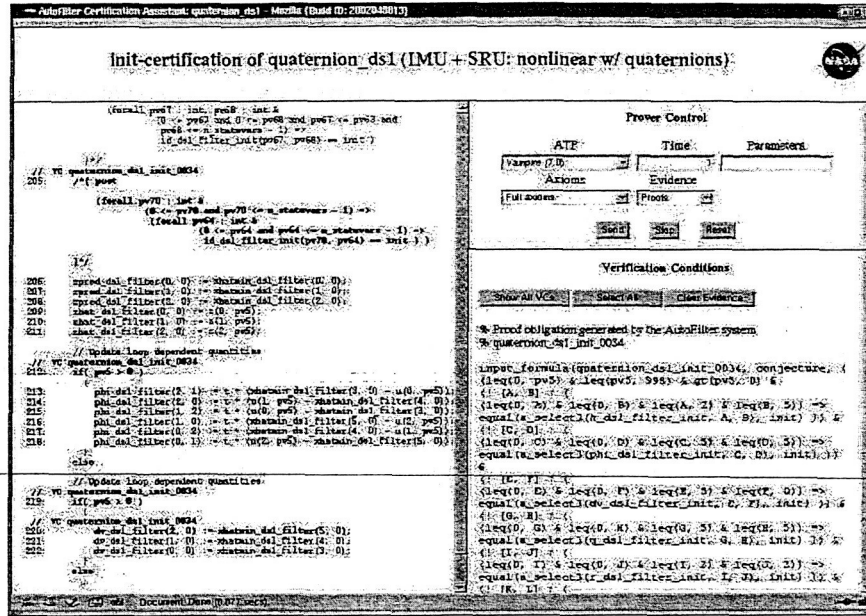 AutoFilter Certification Assistant: quaternion_ds1 - Mozilla {Build ID: 2002040813}
init-certification of quaternion_ds1 (IMU + SRU: nonlinear w/ quaternions)
NASA
(forall pv67 : int, pv68 : int &
(0 <= pv67 and 0 <= pv68 and pv67 <= pv63 and
pv68 <= n_statevars - 1) =>
id_ds1_filter_init(pv67, pv68) == init )
]*/
// VC quaternion_ds1_init_0034
205: /*[ post
(forall pv70 : int &
(0 <= pv70 and pv70 <= n_statevars - 1) =>
(forall pv64 : int &
(0 <= pv64 and pv64 <= n_statevars - 1) =>
id_ds1_filter_init(pv70, pv64) == init ) )
]*/
206: zpred_ds1_filter(0, 0) := xhatmin_ds1_filter(0, 0);
207: zpred_ds1_filter(1, 0) := xhatmin_ds1_filter(1, 0);
208: zpred_ds1_filter(2, 0) := xhatmin_ds1_filter(2, 0);
209: zhat_ds1_filter(0, 0) := z(0, pv5);
210: zhat_ds1_filter(1, 0) := z(1, pv5);
211: zhat_ds1_filter(2, 0) := z(2, pv5);
// Update loop dependent quantities
// VC quaternion_ds1_init_0034
212: if( pv5 > 0 )
213: phi_ds1_filter(2, 1) := t * (xhatmin_ds1_filter(3, 0) - u(0, pv5));
214: phi_ds1_filter(2, 0) := t * (u(1, pv5) - xhatmin_ds1_filter(4, 0));
215: phi_ds1_filter(1, 2) := t * (u(0, pv5) - xhatmin_ds1_filter(3, 0));
216: phi_ds1_filter(1, 0) := t * (xhatmin_ds1_filter(5, 0) - u(2, pv5));
217: phi_ds1_filter(0, 2) := t * (xhatmin_ds1_filter(4, 0) - u(1, pv5));
218: phi_ds1_filter(0, 1) := t * (u(2, pv5) - xhatmin_ds1_filter(5, 0));
else
// Update loop dependent quantities
// VC quaternion_ds1_init_0034
219: if( pv5 > 0 )
// VC quaternion_ds1_init_0034
220: dv_ds1_filter(2, 0) := xhatmin_ds1_filter(5, 0);
221: dv_ds1_filter(1, 0) := xhatmin_ds1_filter(4, 0);
222: dv_ds1_filter(0, 0) := xhatmin_ds1_filter(3, 0);
else
Prover Control
ATP Time Parameters
Vampire (7.0)
Axioms Evidence
Full axioms Proofs
Send Stop Reset
Verification Conditions
Show All VCs Select All Clear Evidence
% Proof obligation generated by the AutoFilter system
% quaternion_ds1_init_0034
input_formula(quaternion_ds1_init_0034, conjecture, (
(leq(0, pv5) & leq(pv5, 998) & gt(pv5, 0) &
(! [A, B] : (
(leq(0, A) & leq(0, B) & leq(A, 2) & leq(B, 5)) =>
equal(a_select3(h_ds1_filter_init, A, B), init) )) &
(! [C, D] : (
(leq(0, C) & leq(0, D) & leq(C, 5) & leq(D, 5)) =>
equal(a_select3(phi_ds1_filter_init, C, D), init) ))
&
(! [E, F] : (
(leq(0, E) & leq(0, F) & leq(E, 5) & leq(F, 0)) =>
equal(a_select3(dv_ds1_filter_init, E, F), init) )) &
(! [G, H] : (
(leq(0, G) & leq(0, H) & leq(G, 5) & leq(H, 5)) =>
equal(a_select3(q_ds1_filter_init, G, H), init) )) &
(! [I, J] : (
(leq(0, I) & leq(0, J) & leq(I, 2) & leq(J, 2)) =>
equal(a_select3(r_ds1_filter_init, I, J), init) )) &
(! [K, L] : (
Document: Done (0.871 secs)